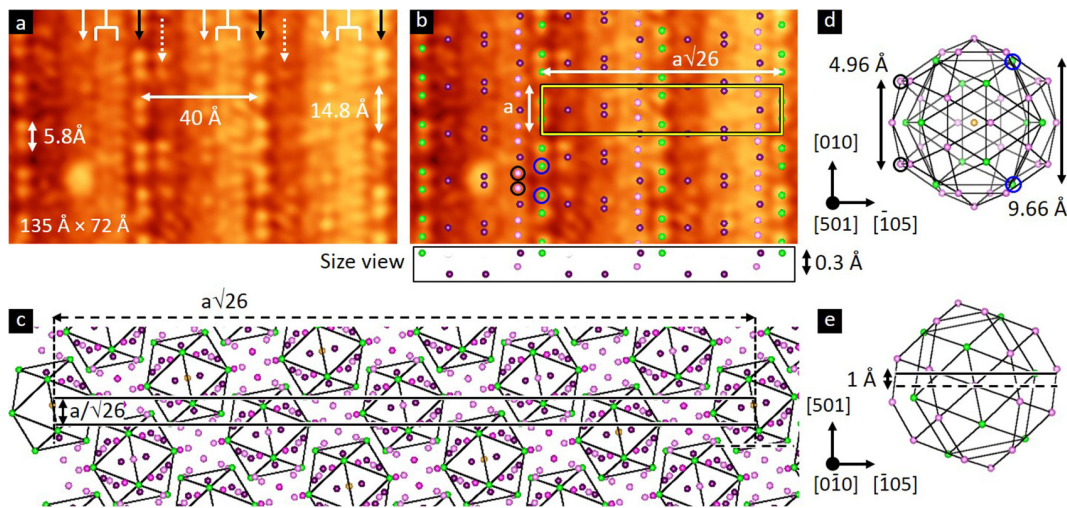 a
40 Å
14.8 Å
5.8Å
135 Å × 72 Å
b
a√26
a
Size view
0.3 Å
d
4.96 Å
[010]
[501] [1̄05]
9.66 Å
c
a√26
a/√26
e
1 Å
[501]
[01̄0] [1̄05]